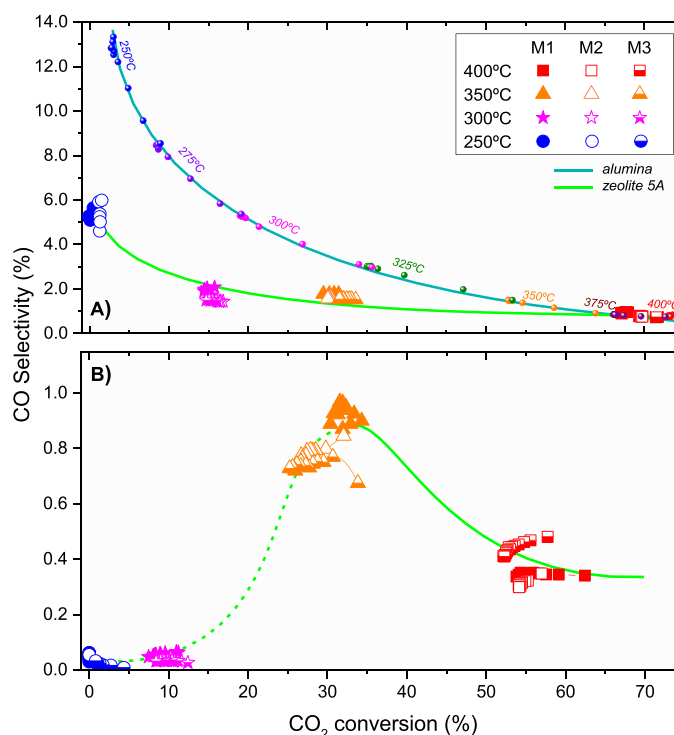 14.0
12.0
10.0
8.0
6.0
4.0
2.0
0.0
250ºC
275ºC
300ºC
325ºC
350ºC
375ºC
400ºC
M1 M2 M3
400ºC
350ºC
300ºC
250ºC
alumina
zeolite 5A
A)
CO Selectivity (%)
B)
1.0
0.8
0.6
0.4
0.2
0.0
0 10 20 30 40 50 60 70
CO2 conversion (%)